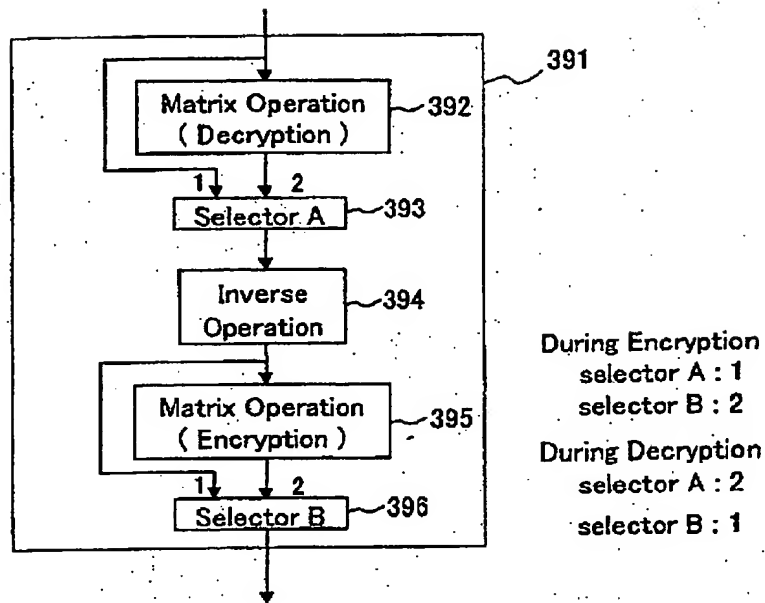 391
Matrix Operation
( Decryption )
392
1 2
Selector A
393
Inverse
Operation
394
Matrix Operation
( Encryption )
395
1 2
Selector B
396
During Encryption
selector A : 1
selector B : 2
During Decryption
selector A : 2
selector B : 1